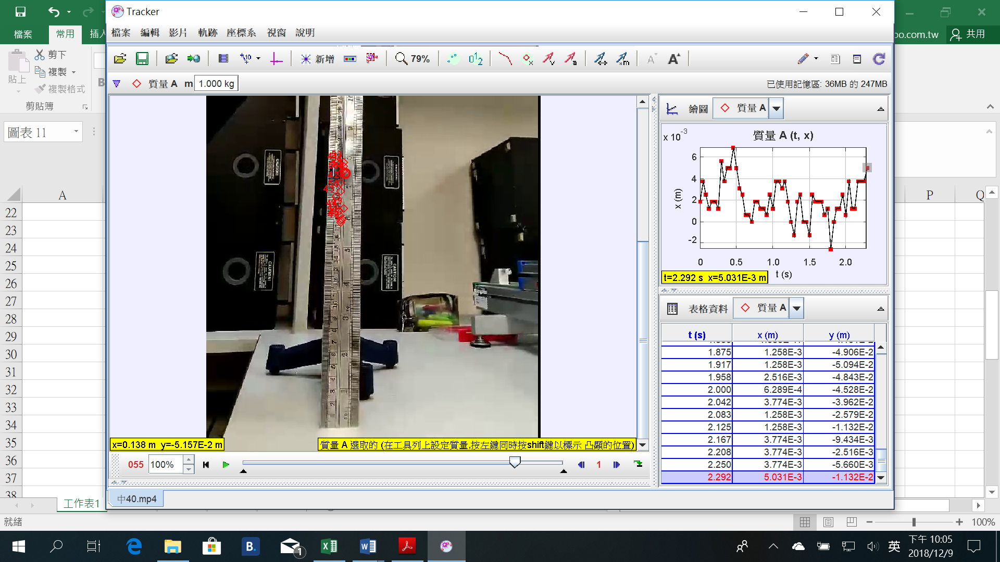 Tracker
檔案 常用 插入
oo.com.tw 共用
檔案 編輯 影片 軌跡 座標系 視窗 說明
剪下
複製
複製格式
貼上
剪貼簿
B
新增 79%
質量 A m 1.000 kg
已使用記憶區: 36MB 的 247MB
圖表 11
繪圖 質量 A
質量 A (t, x)
x 10^-3
x (m)
6
4
2
0
-2
0 0.5 1.0 1.5 2.0
t (s)
t=2.292 s x=5.031E-3 m
CAUTION!
CAUTION!
表格資料 質量 A
t (s) x (m) y (m)
1.875 1.258E-3 -4.906E-2
1.917 1.258E-3 -5.094E-2
1.958 2.516E-3 -4.843E-2
2.000 6.289E-4 -4.528E-2
2.042 3.774E-3 -3.962E-2
2.083 1.258E-3 -2.579E-2
2.125 1.258E-3 -1.132E-2
2.167 3.774E-3 -9.434E-3
2.208 3.774E-3 -2.516E-3
2.250 3.774E-3 -5.660E-3
2.292 5.031E-3 -1.132E-2
x=0.138 m y=-5.157E-2 m
質量 A 選取的 (在工具列上設定質量,按左鍵同時按shift鍵以標示 凸顯的位置)
055 100% 1
中40.mp4
A P Q
22
23
24
25
26
27
28
29
30
31
32
33
34
35
36
37
38
工作表1
就緒
100%
B. 1
英
下午 10:05
2018/12/9